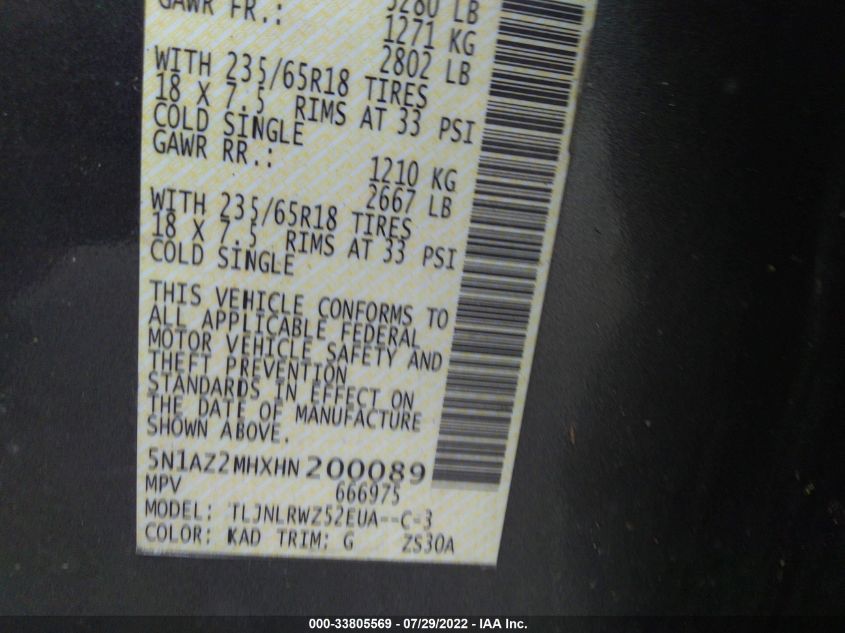 GAWR FR.:
5280 LB
1271 KG
2802 LB
WITH 235/65R18 TIRES
18 X 7.5 RIMS AT 33 PSI
COLD SINGLE
GAWR RR.:
1210 KG
2667 LB
WITH 235/65R18 TIRES
18 X 7.5 RIMS AT 33 PSI
COLD SINGLE
THIS VEHICLE CONFORMS TO
ALL APPLICABLE FEDERAL
MOTOR VEHICLE SAFETY AND
THEFT PREVENTION
STANDARDS IN EFFECT ON
THE DATE OF MANUFACTURE
SHOWN ABOVE.
5N1AZ2MHXHN200089
MPV 666975
MODEL: TLJNLRWZ52EUA--C-3
COLOR: KAD TRIM: G ZS30A
000-33805569 - 07/29/2022 - IAA Inc.